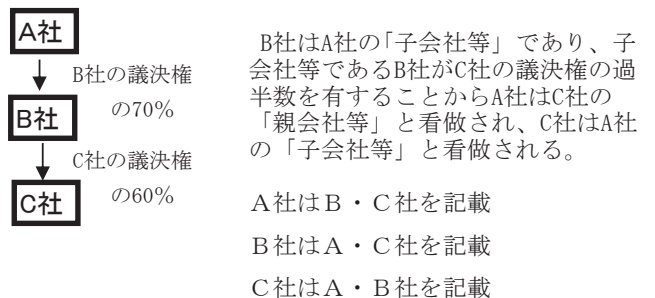 A社
B社の議決権
の70%
B社
C社の議決権
の60%
C社
B社はA社の「子会社等」であり、子
会社等であるB社がC社の議決権の過
半数を有することからA社はC社の
「親会社等」と看做され、C社はA社
の「子会社等」と看做される。
A社はB・C社を記載
B社はA・C社を記載
C社はA・B社を記載